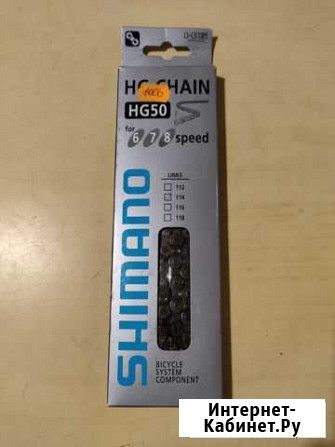 HG CHAIN
HG50
for 6 7 8 speed
LINKS
112
114
116
118
SHIMANO
BICYCLE
SYSTEM
COMPONENT
Интернет-
Кабинет.Ру